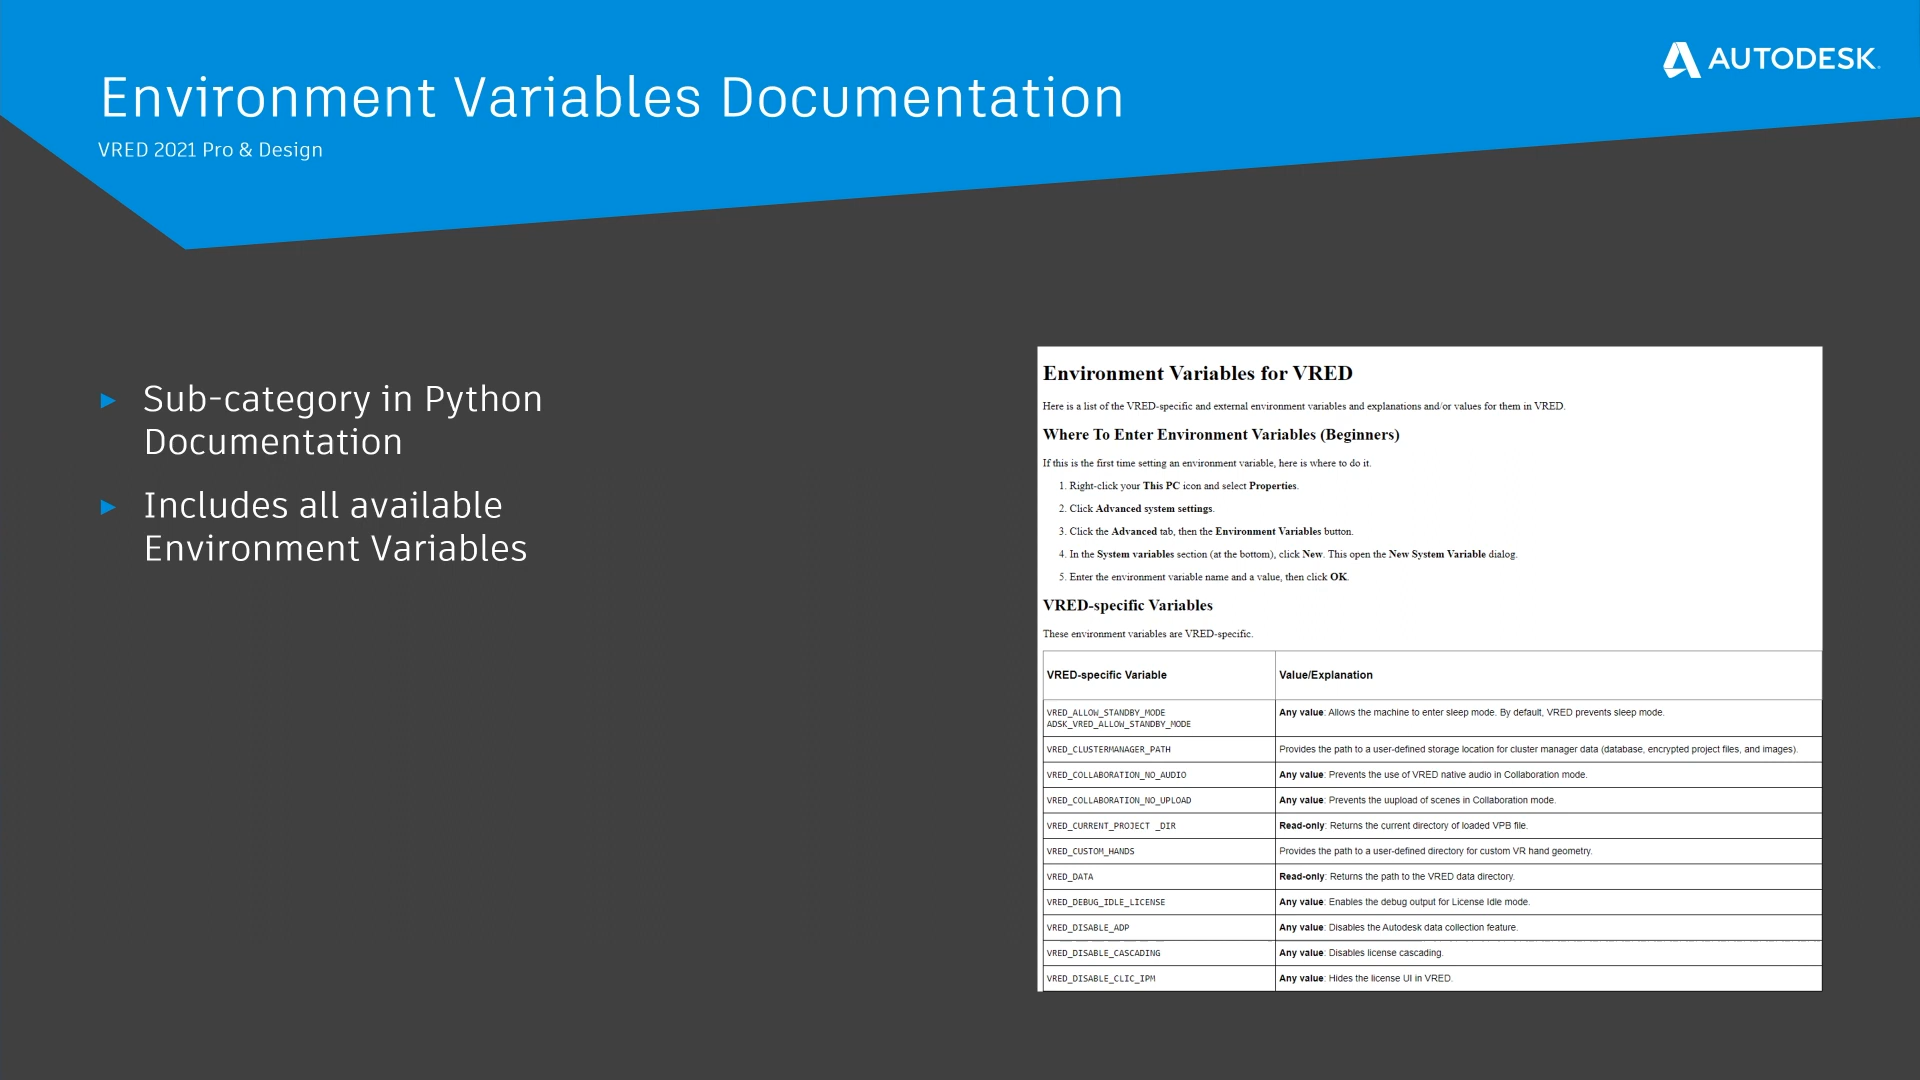 AUTODESK
Environment Variables Documentation
VRED 2021 Pro & Design
► Sub-category in Python
Documentation
► Includes all available
Environment Variables
Environment Variables for VRED
Here is a list of the VRED-specific and external environment variables and explanations and/or values for them in VRED.
Where To Enter Environment Variables (Beginners)
If this is the first time setting an environment variable, here is where to do it.
1. Right-click your This PC icon and select Properties.
2. Click Advanced system settings.
3. Click the Advanced tab, then the Environment Variables button.
4. In the System variables section (at the bottom), click New. This open the New System Variable dialog.
5. Enter the environment variable name and a value, then click OK.
VRED-specific Variables
These environment variables are VRED-specific.
VRED-specific Variable Value/Explanation
VRED_ALLOW_STANDBY_MODE Any value: Allows the machine to enter sleep mode. By default, VRED prevents sleep mode.
ADSK_VRED_ALLOW_STANDBY_MODE
VRED_CLUSTERMANAGER_PATH Provides the path to a user-defined storage location for cluster manager data (database, encrypted project files, and images).
VRED_COLLABORATION_NO_AUDIO Any value: Prevents the use of VRED native audio in Collaboration mode.
VRED_COLLABORATION_NO_UPLOAD Any value: Prevents the uupload of scenes in Collaboration mode.
VRED_CURRENT_PROJECT _DIR Read-only: Returns the current directory of loaded VPB file.
VRED_CUSTOM_HANDS Provides the path to a user-defined directory for custom VR hand geometry.
VRED_DATA Read-only: Returns the path to the VRED data directory.
VRED_DEBUG_IDLE_LICENSE Any value: Enables the debug output for License Idle mode.
VRED_DISABLE_ADP Any value: Disables the Autodesk data collection feature.
VRED_DISABLE_CASCADING Any value: Disables license cascading.
VRED_DISABLE_CLIC_IPM Any value: Hides the license UI in VRED.